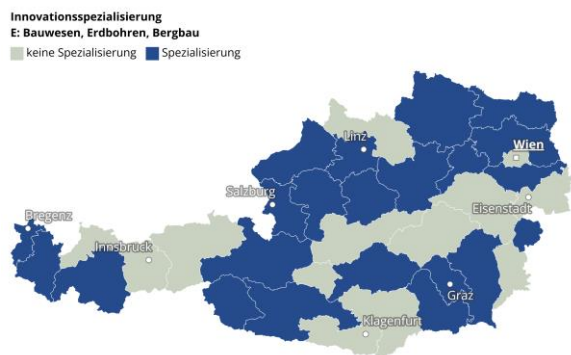 Innovationsspezialisierung
E: Bauwesen, Erdbohren, Bergbau
keine Spezialisierung Spezialisierung
Linz
Wien
Salzburg
Eisenstadt
Bregenz
Innsbruck
Graz
Klagenfurt